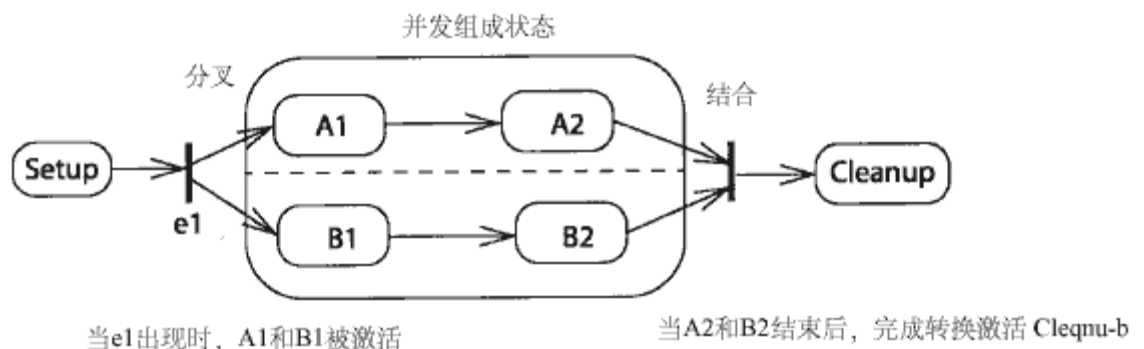 并发组成状态
分叉
结合
A1
A2
Setup
Cleanup
e1
B1
B2
当e1出现时，A1和B1被激活
当A2和B2结束后，完成转换激活 Cleqnu-b